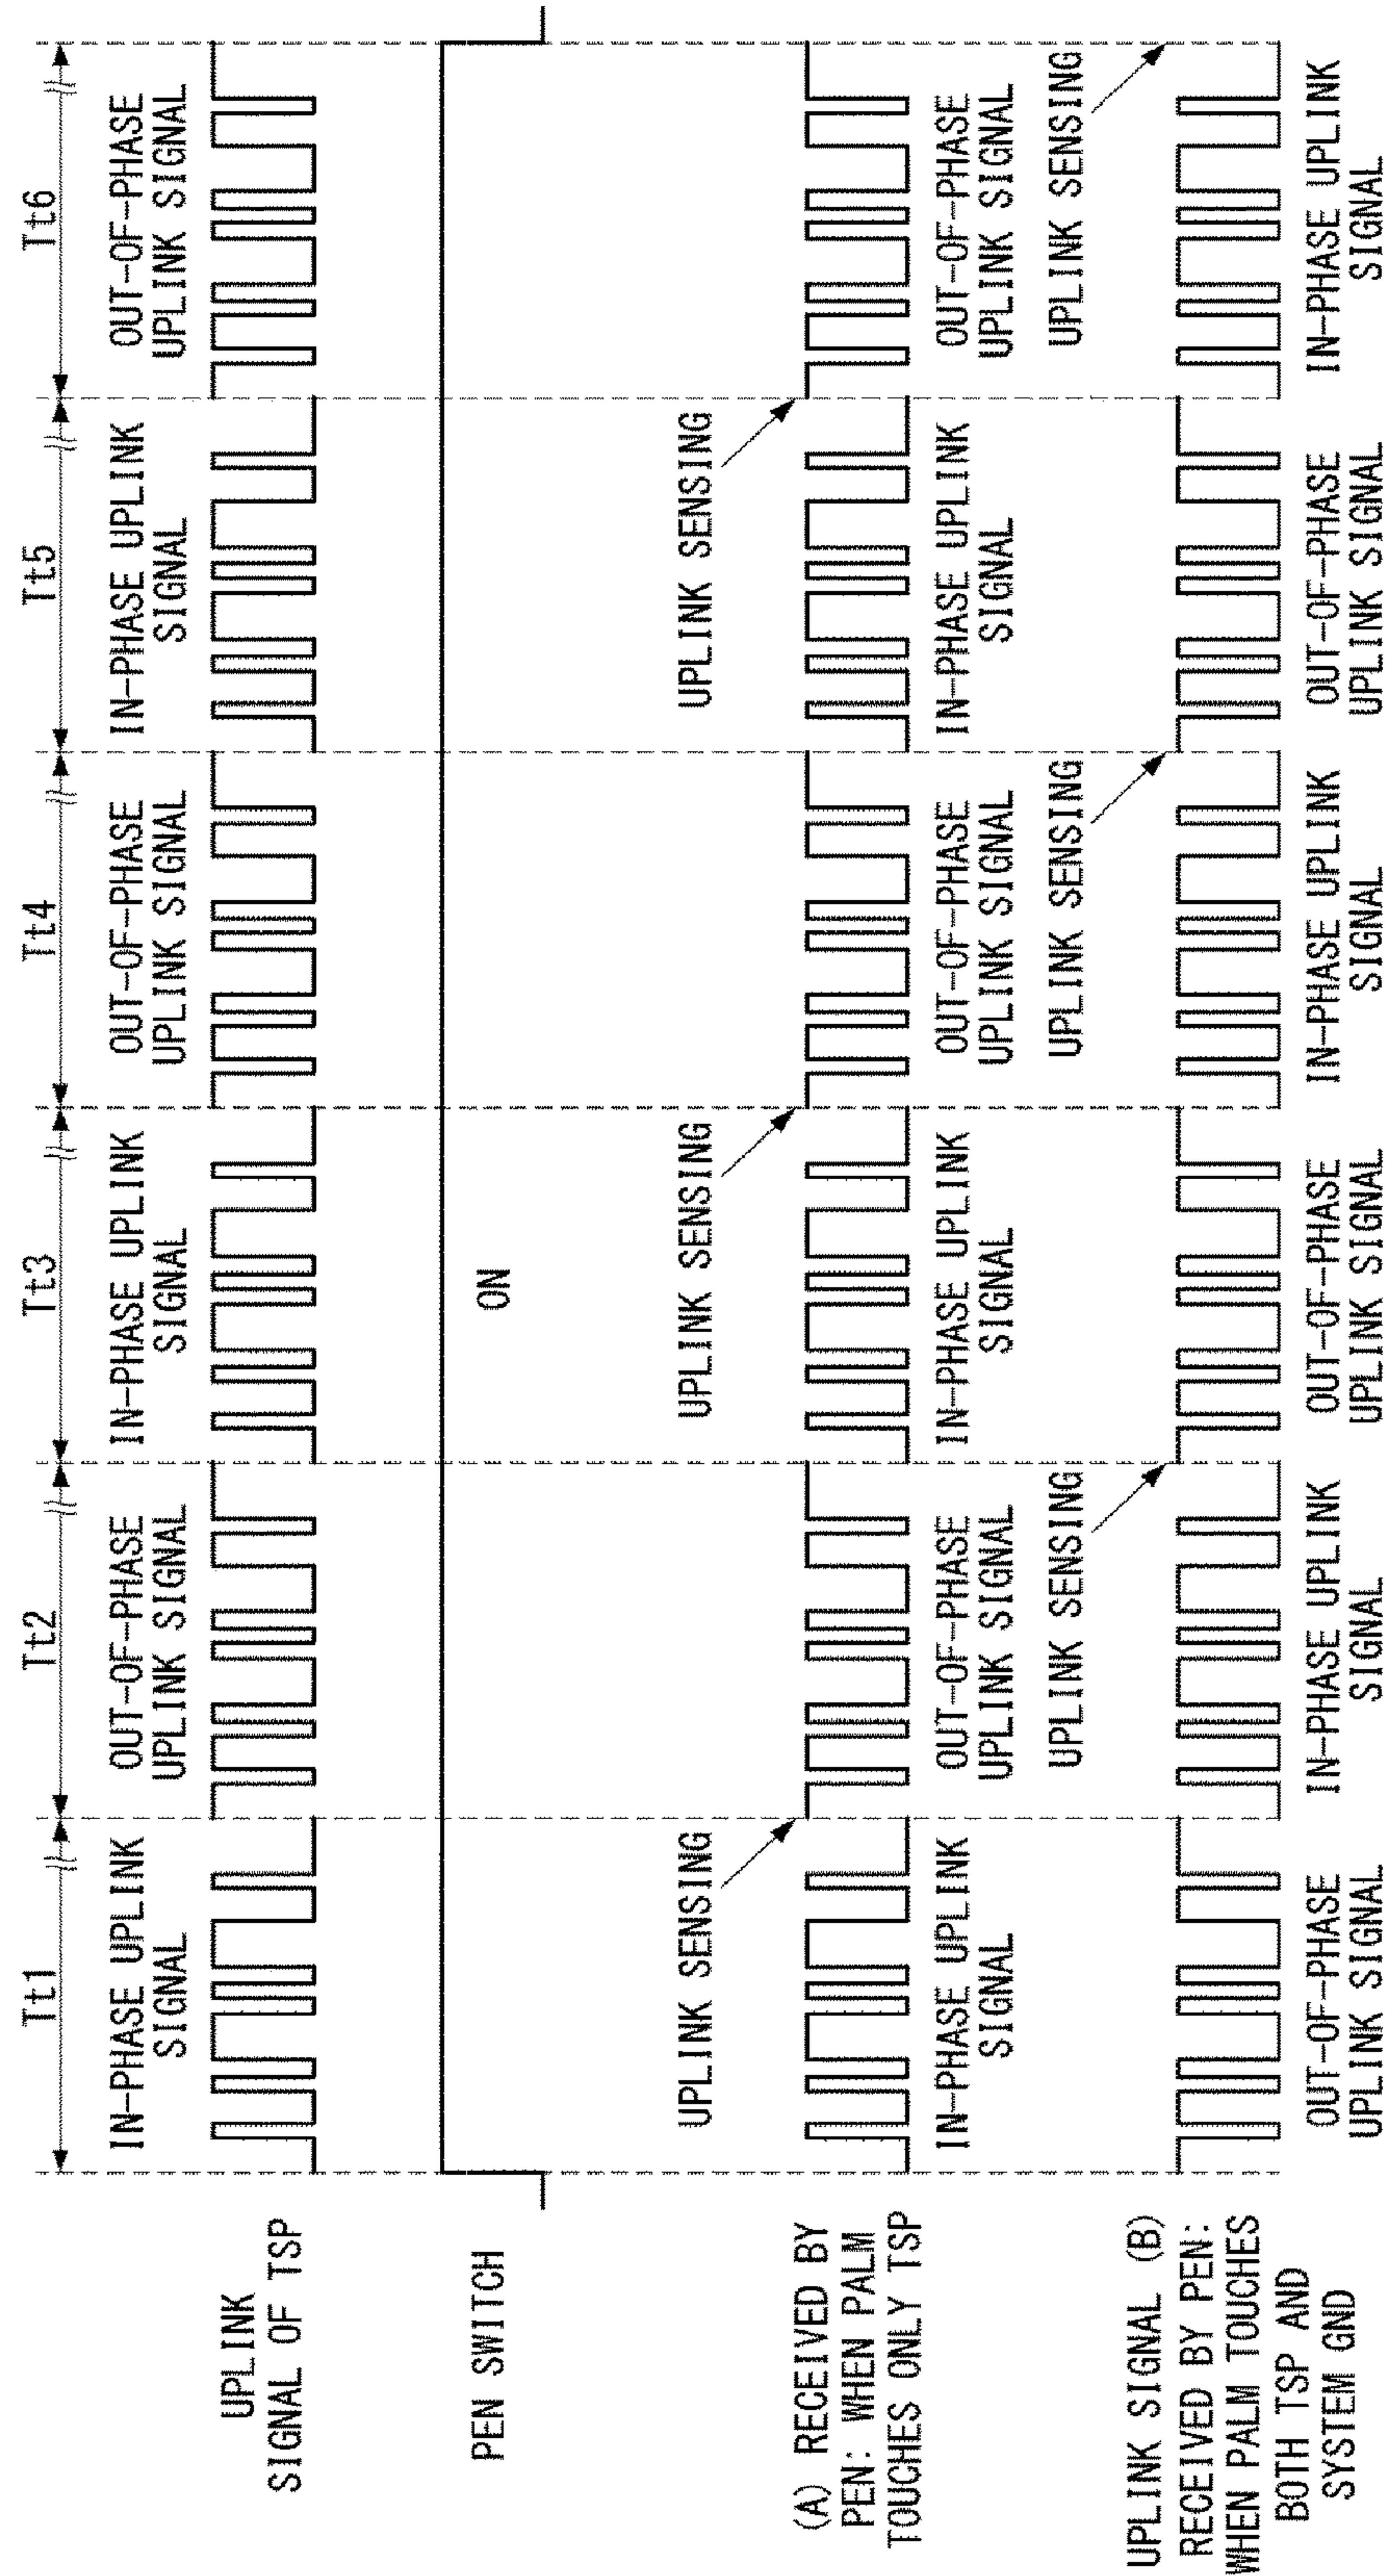 Tt1
Tt2
Tt3
Tt4
Tt5
Tt6
UPLINK
SIGNAL OF TSP
IN-PHASE UPLINK
SIGNAL
OUT-OF-PHASE
UPLINK SIGNAL
IN-PHASE UPLINK
SIGNAL
OUT-OF-PHASE
UPLINK SIGNAL
IN-PHASE UPLINK
SIGNAL
OUT-OF-PHASE
UPLINK SIGNAL
PEN SWITCH
ON
UPLINK SENSING
UPLINK SENSING
UPLINK SENSING
(A) RECEIVED BY
PEN: WHEN PALM
TOUCHES ONLY TSP
IN-PHASE UPLINK
SIGNAL
OUT-OF-PHASE
UPLINK SIGNAL
IN-PHASE UPLINK
SIGNAL
OUT-OF-PHASE
UPLINK SIGNAL
IN-PHASE UPLINK
SIGNAL
OUT-OF-PHASE
UPLINK SIGNAL
UPLINK SENSING
UPLINK SENSING
UPLINK SENSING
UPLINK SIGNAL (B)
RECEIVED BY PEN:
WHEN PALM TOUCHES
BOTH TSP AND
SYSTEM GND
OUT-OF-PHASE
UPLINK SIGNAL
IN-PHASE UPLINK
SIGNAL
OUT-OF-PHASE
UPLINK SIGNAL
IN-PHASE UPLINK
SIGNAL
OUT-OF-PHASE
UPLINK SIGNAL
IN-PHASE UPLINK
SIGNAL